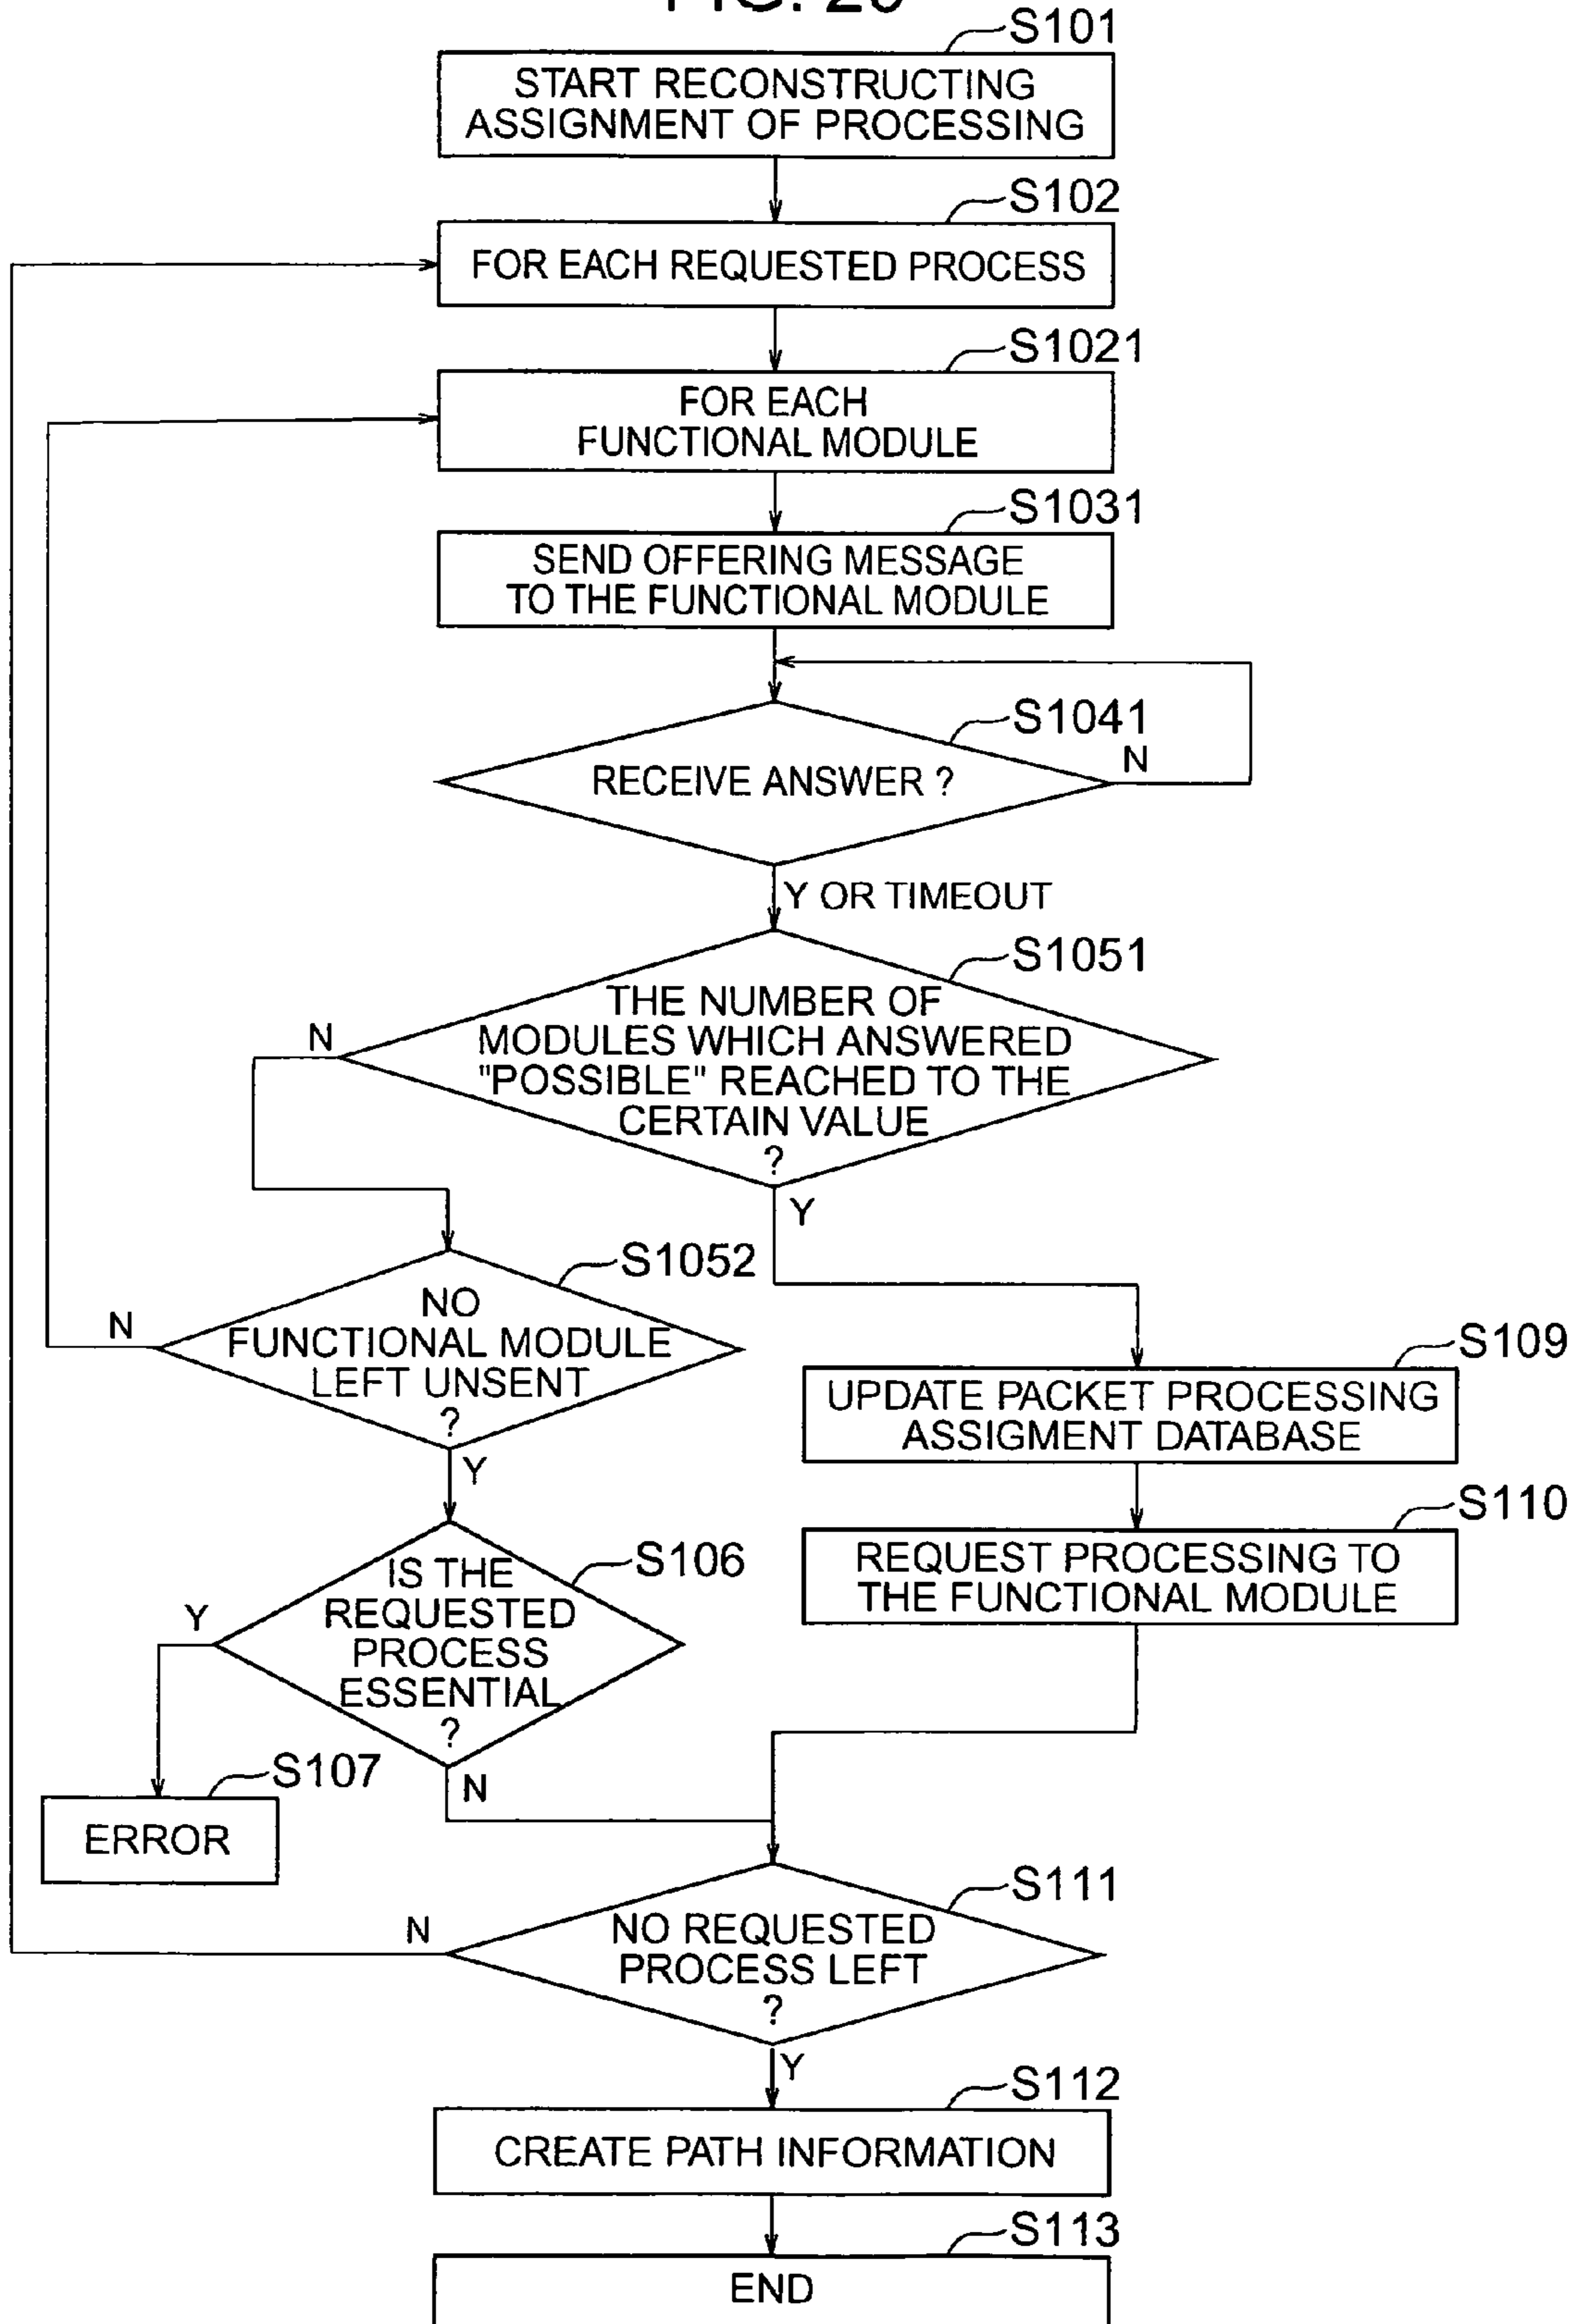 S101
START RECONSTRUCTING
ASSIGNMENT OF PROCESSING
S102
FOR EACH REQUESTED PROCESS
S1021
FOR EACH
FUNCTIONAL MODULE
S1031
SEND OFFERING MESSAGE
TO THE FUNCTIONAL MODULE
S1041
RECEIVE ANSWER ?
N
Y OR TIMEOUT
S1051
THE NUMBER OF
MODULES WHICH ANSWERED
"POSSIBLE" REACHED TO THE
CERTAIN VALUE
?
N
Y
S1052
NO
FUNCTIONAL MODULE
LEFT UNSENT
?
N
Y
S109
UPDATE PACKET PROCESSING
ASSIGMENT DATABASE
S110
REQUEST PROCESSING TO
THE FUNCTIONAL MODULE
S106
IS THE
REQUESTED
PROCESS
ESSENTIAL
?
Y
N
S107
ERROR
S111
NO REQUESTED
PROCESS LEFT
?
N
Y
S112
CREATE PATH INFORMATION
S113
END